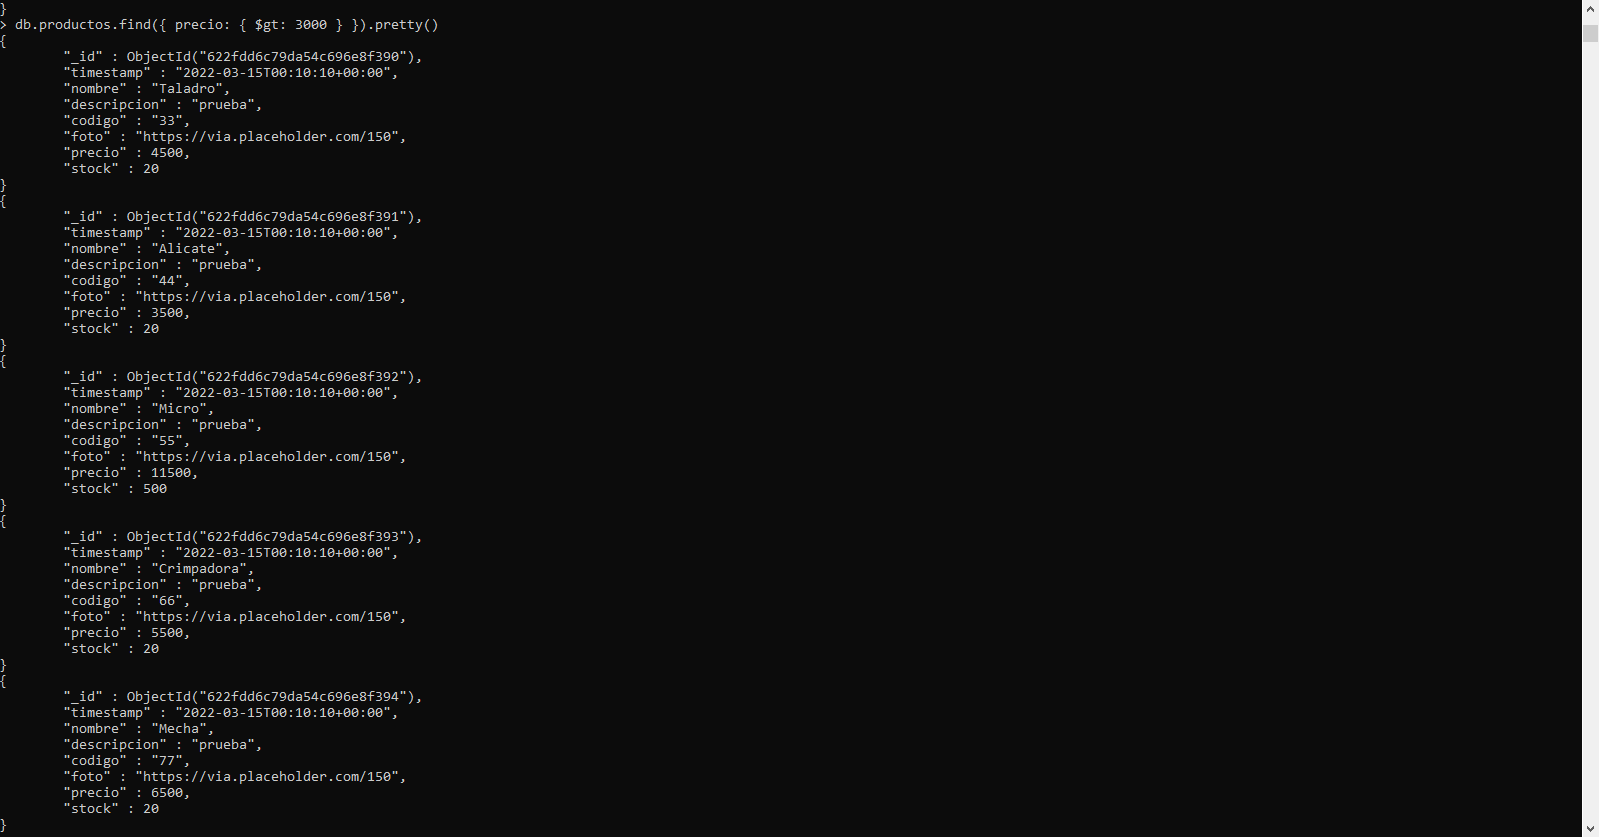 }
> db.productos.find({ precio: { $gt: 3000 } }).pretty()
{
        "_id" : ObjectId("622fdd6c79da54c696e8f390"),
        "timestamp" : "2022-03-15T00:10:10+00:00",
        "nombre" : "Taladro",
        "descripcion" : "prueba",
        "codigo" : "33",
        "foto" : "https://via.placeholder.com/150",
        "precio" : 4500,
        "stock" : 20
}
{
        "_id" : ObjectId("622fdd6c79da54c696e8f391"),
        "timestamp" : "2022-03-15T00:10:10+00:00",
        "nombre" : "Alicate",
        "descripcion" : "prueba",
        "codigo" : "44",
        "foto" : "https://via.placeholder.com/150",
        "precio" : 3500,
        "stock" : 20
}
{
        "_id" : ObjectId("622fdd6c79da54c696e8f392"),
        "timestamp" : "2022-03-15T00:10:10+00:00",
        "nombre" : "Micro",
        "descripcion" : "prueba",
        "codigo" : "55",
        "foto" : "https://via.placeholder.com/150",
        "precio" : 11500,
        "stock" : 500
}
{
        "_id" : ObjectId("622fdd6c79da54c696e8f393"),
        "timestamp" : "2022-03-15T00:10:10+00:00",
        "nombre" : "Crimpadora",
        "descripcion" : "prueba",
        "codigo" : "66",
        "foto" : "https://via.placeholder.com/150",
        "precio" : 5500,
        "stock" : 20
}
{
        "_id" : ObjectId("622fdd6c79da54c696e8f394"),
        "timestamp" : "2022-03-15T00:10:10+00:00",
        "nombre" : "Mecha",
        "descripcion" : "prueba",
        "codigo" : "77",
        "foto" : "https://via.placeholder.com/150",
        "precio" : 6500,
        "stock" : 20
}